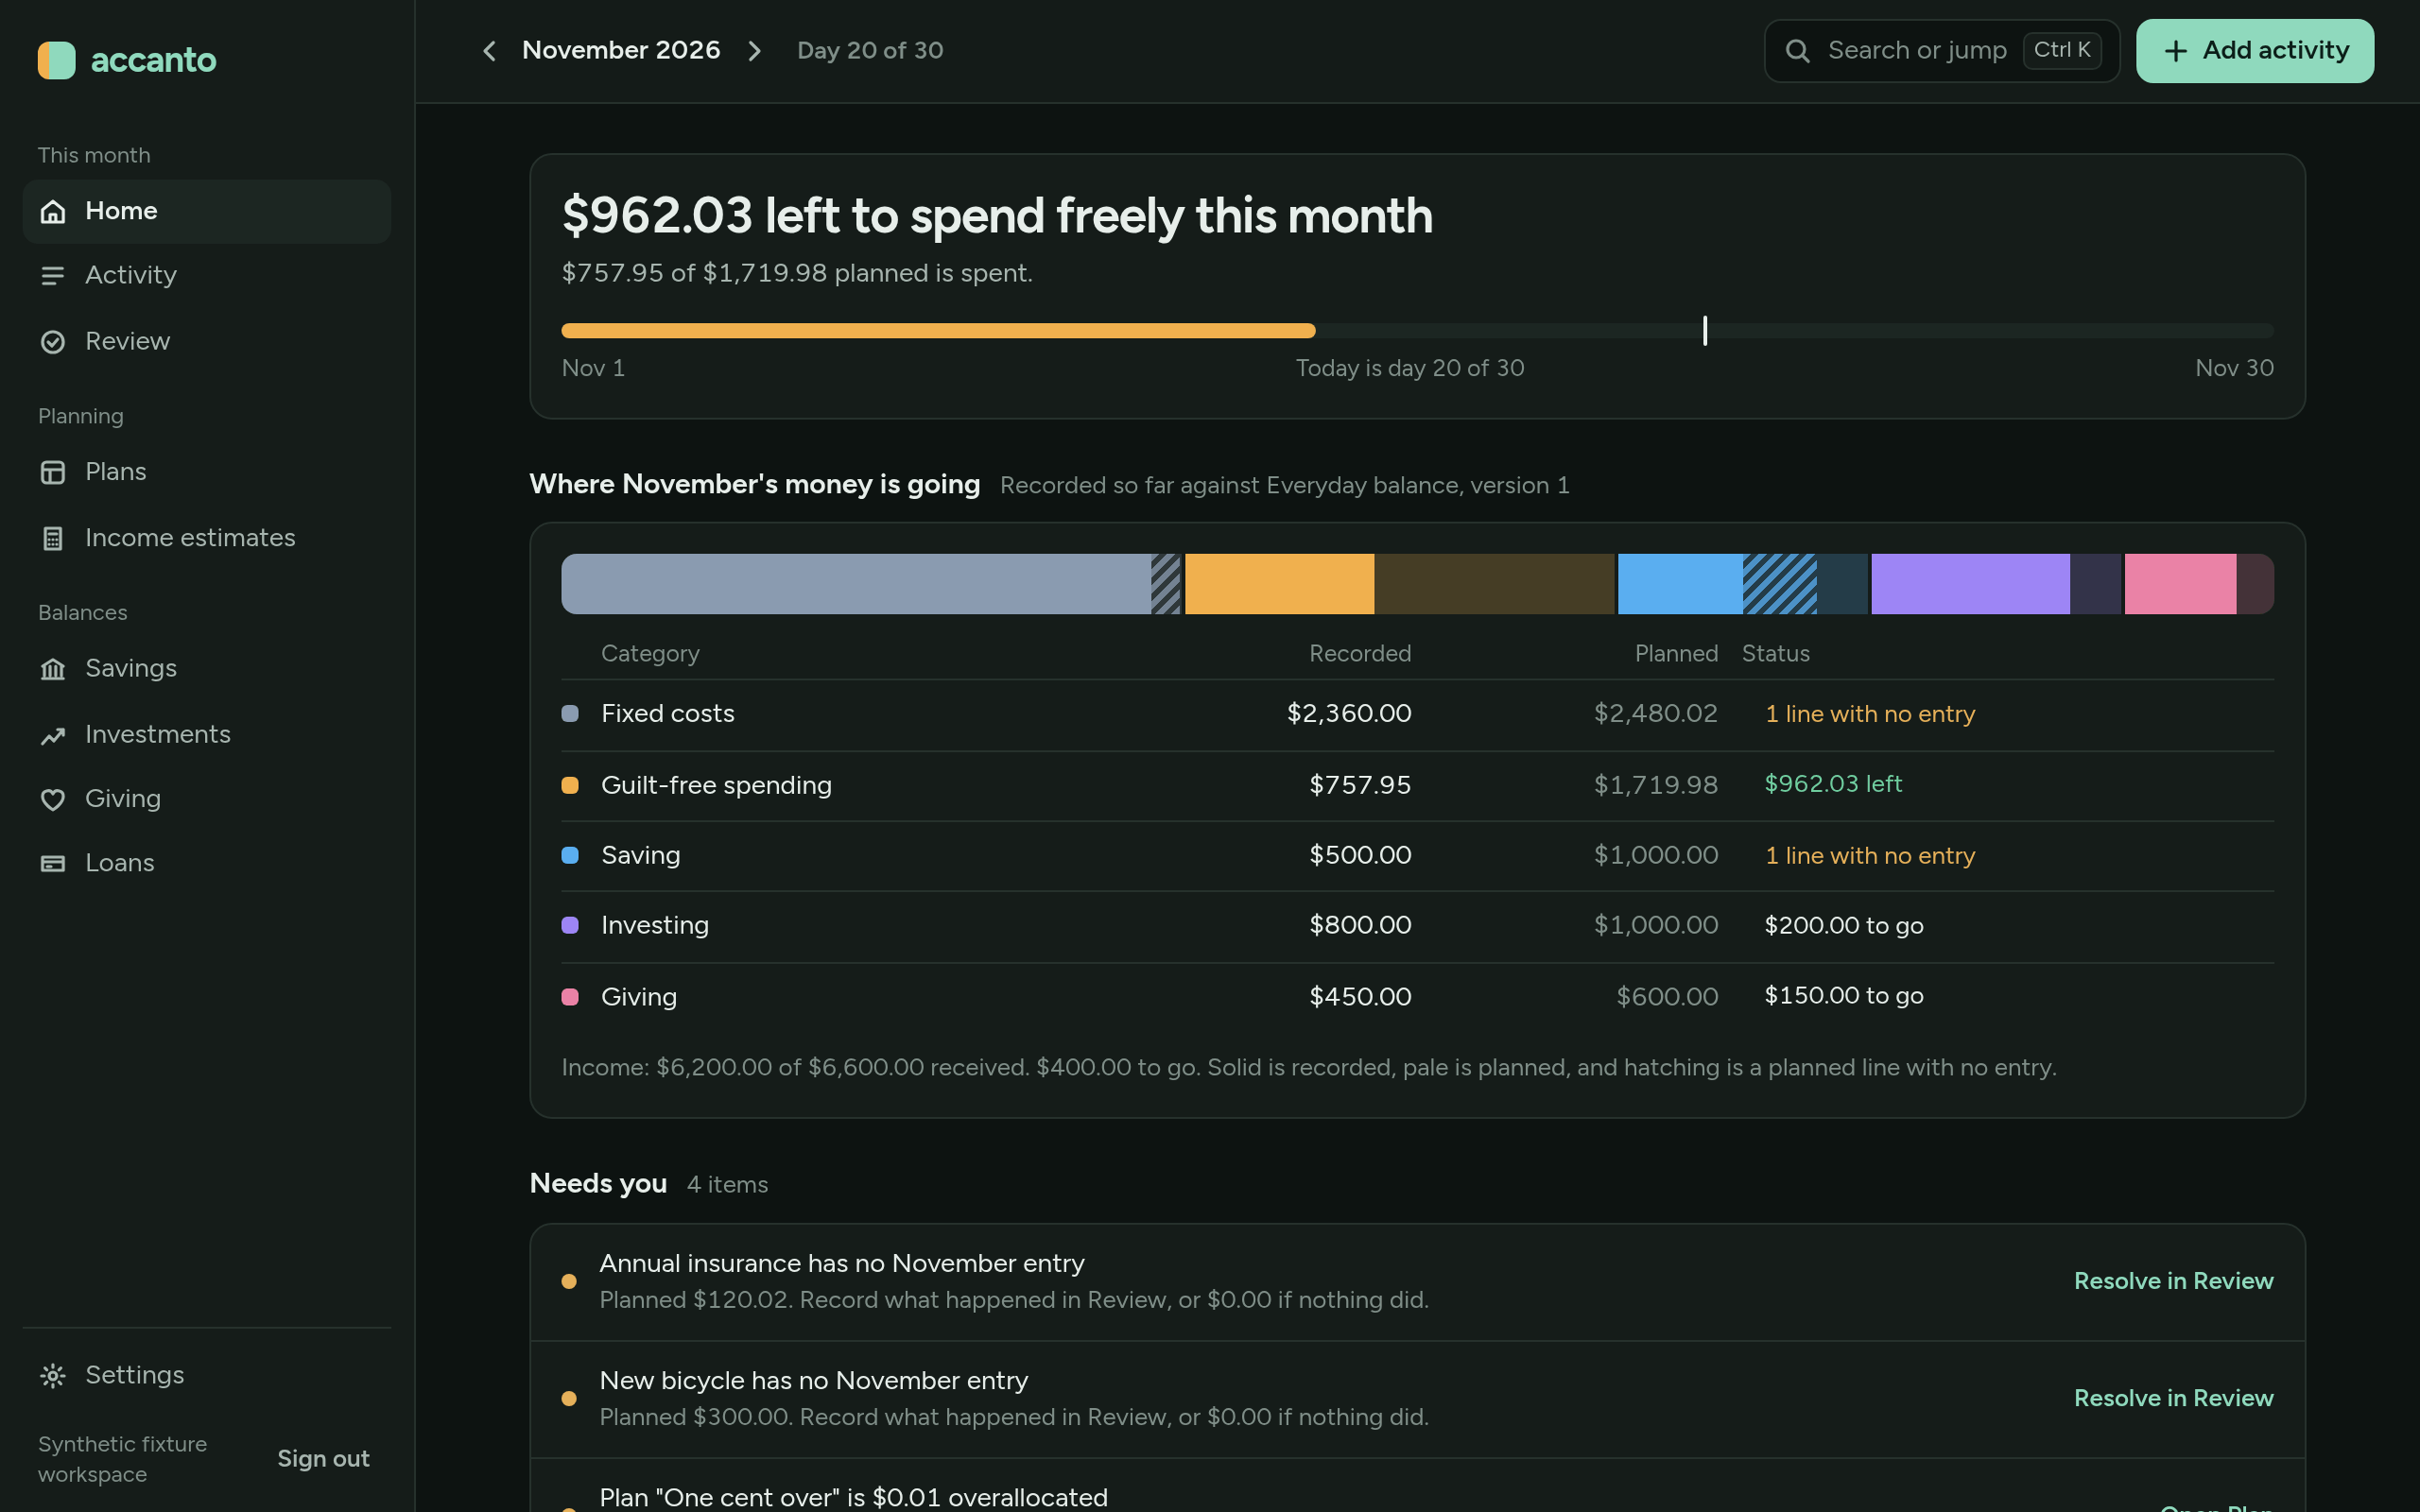 accanto
This month
Home
Activity
Review
Planning
Plans
Income estimates
Balances
Savings
Investments
Giving
Loans
Settings
Synthetic fixture
workspace
Sign out
November 2026
Day 20 of 30
Search or jump
Ctrl K
Add activity
$962.03 left to spend freely this month
$757.95 of $1,719.98 planned is spent.
Nov 1
Today is day 20 of 30
Nov 30
Where November's money is going Recorded so far against Everyday balance, version 1
Category Recorded Planned Status
Fixed costs $2,360.00 $2,480.02 1 line with no entry
Guilt-free spending $757.95 $1,719.98 $962.03 left
Saving $500.00 $1,000.00 1 line with no entry
Investing $800.00 $1,000.00 $200.00 to go
Giving $450.00 $600.00 $150.00 to go
Income: $6,200.00 of $6,600.00 received. $400.00 to go. Solid is recorded, pale is planned, and hatching is a planned line with no entry.
Needs you 4 items
Annual insurance has no November entry
Planned $120.02. Record what happened in Review, or $0.00 if nothing did.
Resolve in Review
New bicycle has no November entry
Planned $300.00. Record what happened in Review, or $0.00 if nothing did.
Resolve in Review
Plan "One cent over" is $0.01 overallocated
Open Plan